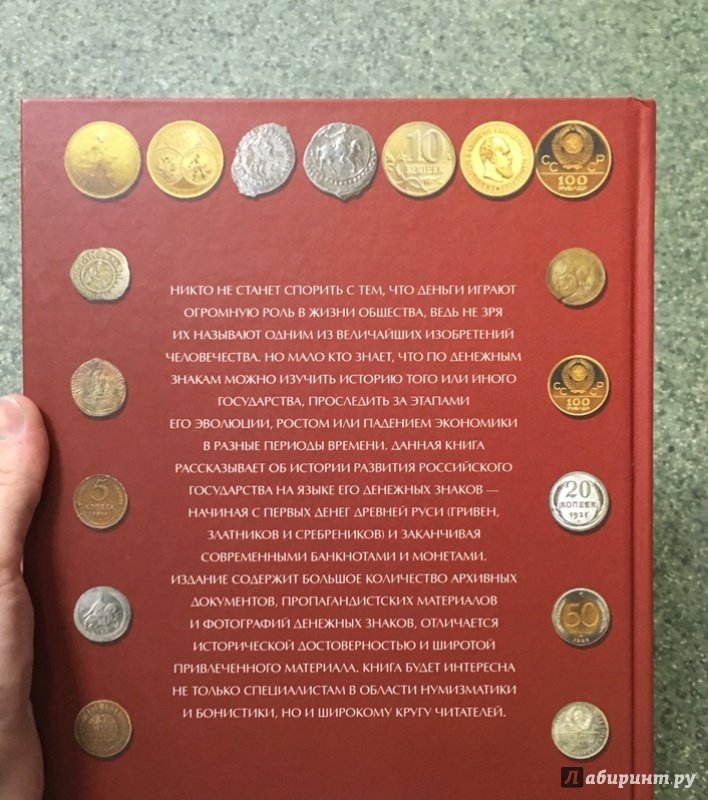 10
КОПЕЕК
СС СР
100
РУБЛЕЙ
НИКТО НЕ СТАНЕТ СПОРИТЬ С ТЕМ, ЧТО ДЕНЬГИ ИГРАЮТ
ОГРОМНУЮ РОЛЬ В ЖИЗНИ ОБЩЕСТВА, ВЕДЬ НЕ ЗРЯ
ИХ НАЗЫВАЮТ ОДНИМ ИЗ ВЕЛИЧАЙШИХ ИЗОБРЕТЕНИЙ
ЧЕЛОВЕЧЕСТВА. НО МАЛО КТО ЗНАЕТ, ЧТО ПО ДЕНЕЖНЫМ
ЗНАКАМ МОЖНО ИЗУЧИТЬ ИСТОРИЮ ТОГО ИЛИ ИНОГО
ГОСУДАРСТВА, ПРОСЛЕДИТЬ ЗА ЭТАПАМИ
ЕГО ЭВОЛЮЦИИ, РОСТОМ ИЛИ ПАДЕНИЕМ ЭКОНОМИКИ
В РАЗНЫЕ ПЕРИОДЫ ВРЕМЕНИ. ДАННАЯ КНИГА
РАССКАЗЫВАЕТ ОБ ИСТОРИИ РАЗВИТИЯ РОССИЙСКОГО
ГОСУДАРСТВА НА ЯЗЫКЕ ЕГО ДЕНЕЖНЫХ ЗНАКОВ —
НАЧИНАЯ С ПЕРВЫХ ДЕНЕГ ДРЕВНЕЙ РУСИ (ГРИВЕН,
ЗЛАТНИКОВ И СРЕБРЕНИКОВ) И ЗАКАНЧИВАЯ
СОВРЕМЕННЫМИ БАНКНОТАМИ И МОНЕТАМИ.
ИЗДАНИЕ СОДЕРЖИТ БОЛЬШОЕ КОЛИЧЕСТВО АРХИВНЫХ
ДОКУМЕНТОВ, ПРОПАГАНДИСТСКИХ МАТЕРИАЛОВ
И ФОТОГРАФИЙ ДЕНЕЖНЫХ ЗНАКОВ, ОТЛИЧАЕТСЯ
ИСТОРИЧЕСКОЙ ДОСТОВЕРНОСТЬЮ И ШИРОТОЙ
ПРИВЛЕЧЕННОГО МАТЕРИАЛА. КНИГА БУДЕТ ИНТЕРЕСНА
НЕ ТОЛЬКО СПЕЦИАЛИСТАМ В ОБЛАСТИ НУМИЗМАТИКИ
И БОНИСТИКИ, НО И ШИРОКОМУ КРУГУ ЧИТАТЕЛЕЙ.
СС СР
100
РУБЛЕЙ
5
КОПЕЕК
20
КОПЕЕК
50
Лабиринт.ру